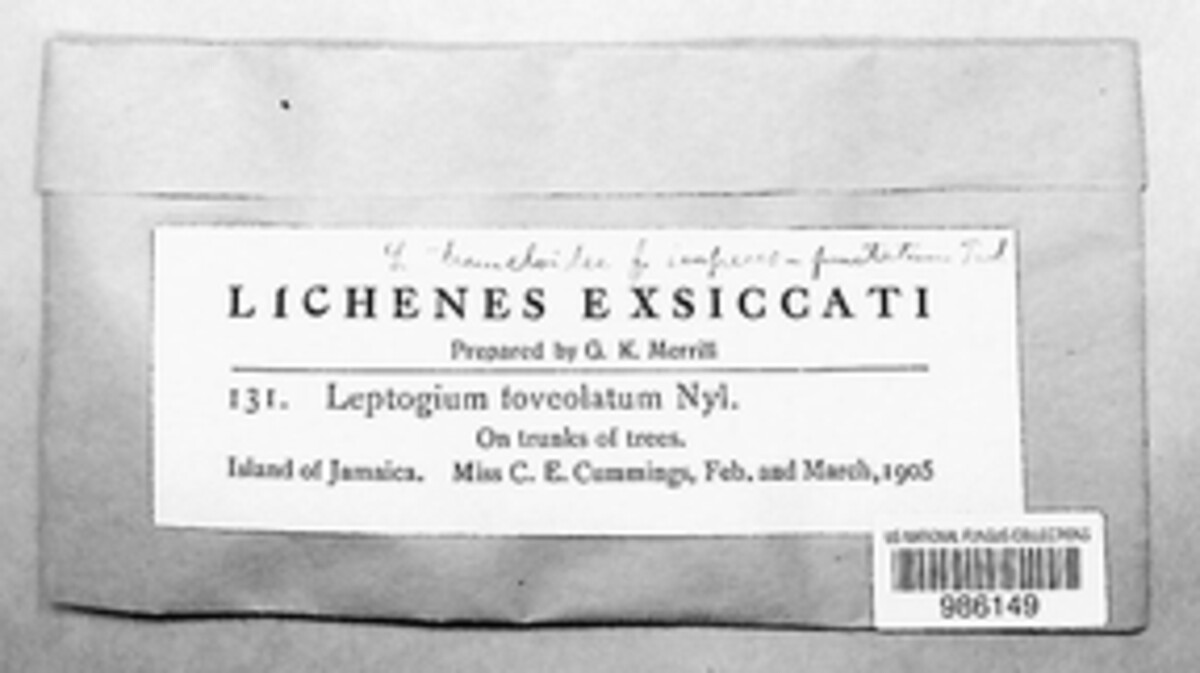 LICHENES EXSICCATI
Prepared by G. K. Merrill
131. Leptogium foveolatum Nyl.
On trunks of trees.
Island of Jamaica. Miss C. E. Cummings, Feb. and March, 1905
US NATIONAL FUNGUS COLLECTIONS
986149